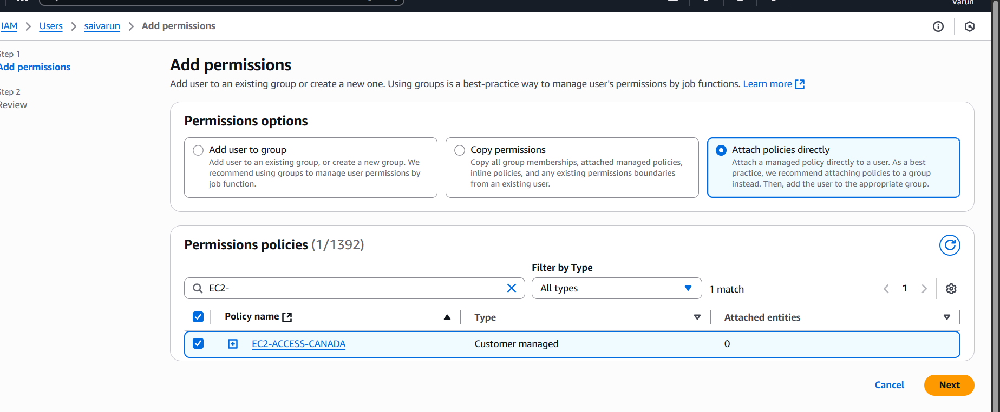 Varun
IAM > Users > saivarun > Add permissions
Step 1
Add permissions
Step 2
Review
Add permissions
Add user to an existing group or create a new one. Using groups is a best-practice way to manage user's permissions by job functions. Learn more
Permissions options
Add user to group
Add user to an existing group, or create a new group. We
recommend using groups to manage user permissions by
job function.
Copy permissions
Copy all group memberships, attached managed policies,
inline policies, and any existing permissions boundaries
from an existing user.
Attach policies directly
Attach a managed policy directly to a user. As a best
practice, we recommend attaching policies to a group
instead. Then, add the user to the appropriate group.
Permissions policies (1/1392)
Filter by Type
EC2-
All types
1 match
1
Policy name
Type
Attached entities
EC2-ACCESS-CANADA
Customer managed
0
Cancel
Next